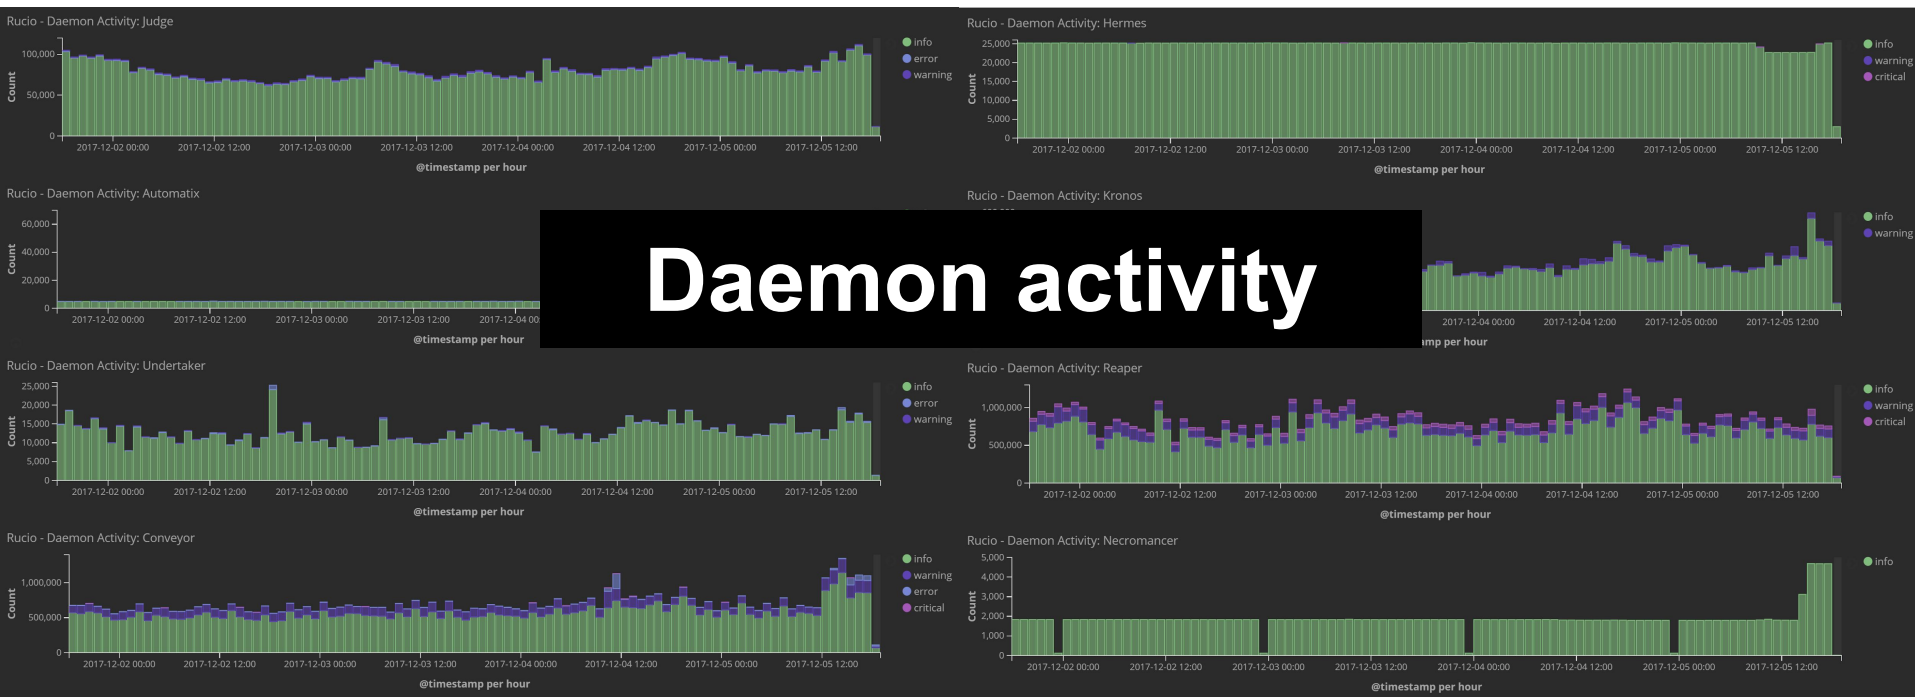 Rucio - Daemon Activity: Judge
100,000
50,000
0
Count
2017-12-02 00:00 2017-12-02 12:00 2017-12-03 00:00 2017-12-03 12:00 2017-12-04 00:00 2017-12-04 12:00 2017-12-05 00:00 2017-12-05 12:00
@timestamp per hour
info
error
warning
Rucio - Daemon Activity: Hermes
25,000
20,000
15,000
10,000
5,000
0
Count
2017-12-02 00:00 2017-12-02 12:00 2017-12-03 00:00 2017-12-03 12:00 2017-12-04 00:00 2017-12-04 12:00 2017-12-05 00:00 2017-12-05 12:00
@timestamp per hour
info
warning
critical
Rucio - Daemon Activity: Automatix
60,000
40,000
20,000
0
Count
2017-12-02 00:00 2017-12-02 12:00 2017-12-03 00:00 2017-12-03 12:00 2017-12-04 00
@timestamp per hour
Rucio - Daemon Activity: Kronos
2017-12-04 00:00 2017-12-04 12:00 2017-12-05 00:00 2017-12-05 12:00
amp per hour
info
warning
Daemon activity
Rucio - Daemon Activity: Undertaker
25,000
20,000
15,000
10,000
5,000
0
Count
2017-12-02 00:00 2017-12-02 12:00 2017-12-03 00:00 2017-12-03 12:00 2017-12-04 00:00 2017-12-04 12:00 2017-12-05 00:00 2017-12-05 12:00
@timestamp per hour
info
error
warning
Rucio - Daemon Activity: Reaper
1,000,000
500,000
0
Count
2017-12-02 00:00 2017-12-02 12:00 2017-12-03 00:00 2017-12-03 12:00 2017-12-04 00:00 2017-12-04 12:00 2017-12-05 00:00 2017-12-05 12:00
@timestamp per hour
info
warning
critical
Rucio - Daemon Activity: Conveyor
1,000,000
500,000
0
Count
2017-12-02 00:00 2017-12-02 12:00 2017-12-03 00:00 2017-12-03 12:00 2017-12-04 00:00 2017-12-04 12:00 2017-12-05 00:00 2017-12-05 12:00
@timestamp per hour
info
warning
error
critical
Rucio - Daemon Activity: Necromancer
5,000
4,000
3,000
2,000
1,000
0
Count
2017-12-02 00:00 2017-12-02 12:00 2017-12-03 00:00 2017-12-03 12:00 2017-12-04 00:00 2017-12-04 12:00 2017-12-05 00:00 2017-12-05 12:00
@timestamp per hour
info